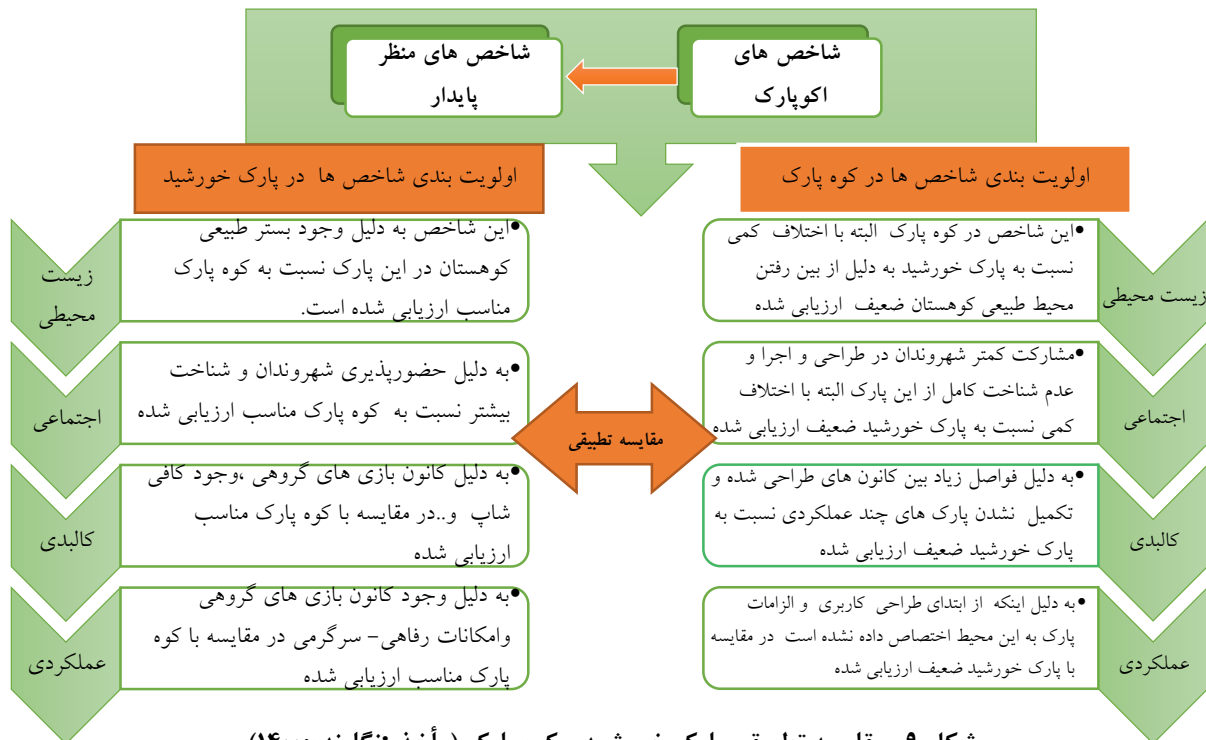 شاخص های
اکوپارک
شاخص های منظر
پایدار
اولویت بندی شاخص ها در کوه پارک
اولویت بندی شاخص ها در پارک خورشید
زیست محیطی
•این شاخص در کوه پارک البته با اختلاف کمی
نسبت به پارک خورشید به دلیل از بین رفتن
محیط طبیعی کوهستان ضعیف ارزیابی شده
•این شاخص به دلیل وجود بستر طبیعی
کوهستان در این پارک نسبت به کوه پارک
مناسب ارزیابی شده است.
زیست
محیطی
اجتماعی
•مشارکت کمتر شهروندان در طراحی و اجرا و
عدم شناخت کامل از این پارک البته با اختلاف
کمی نسبت به پارک خورشید ضعیف ارزیابی شده
مقایسه تطبیقی
•به دلیل حضورپذیری شهروندان و شناخت
بیشتر نسبت به کوه پارک مناسب ارزیابی شده
اجتماعی
کالبدی
•به دلیل فواصل زیاد بین کانون های طراحی شده و
تکمیل نشدن پارک های چند عملکردی نسبت به
پارک خورشید ضعیف ارزیابی شده
•به دلیل کانون بازی های گروهی ،وجود کافی
شاپ و..در مقایسه با کوه پارک مناسب
ارزیابی شده
کالبدی
عملکردی
•به دلیل اینکه از ابتدای طراحی کاربری و الزامات
پارک به این محیط اختصاص داده نشده است در مقایسه
با پارک خورشید ضعیف ارزیابی شده
•به دلیل وجود کانون بازی های گروهی
وامکانات رفاهی- سرگرمی در مقایسه با کوه
پارک مناسب ارزیابی شده
عملکردی